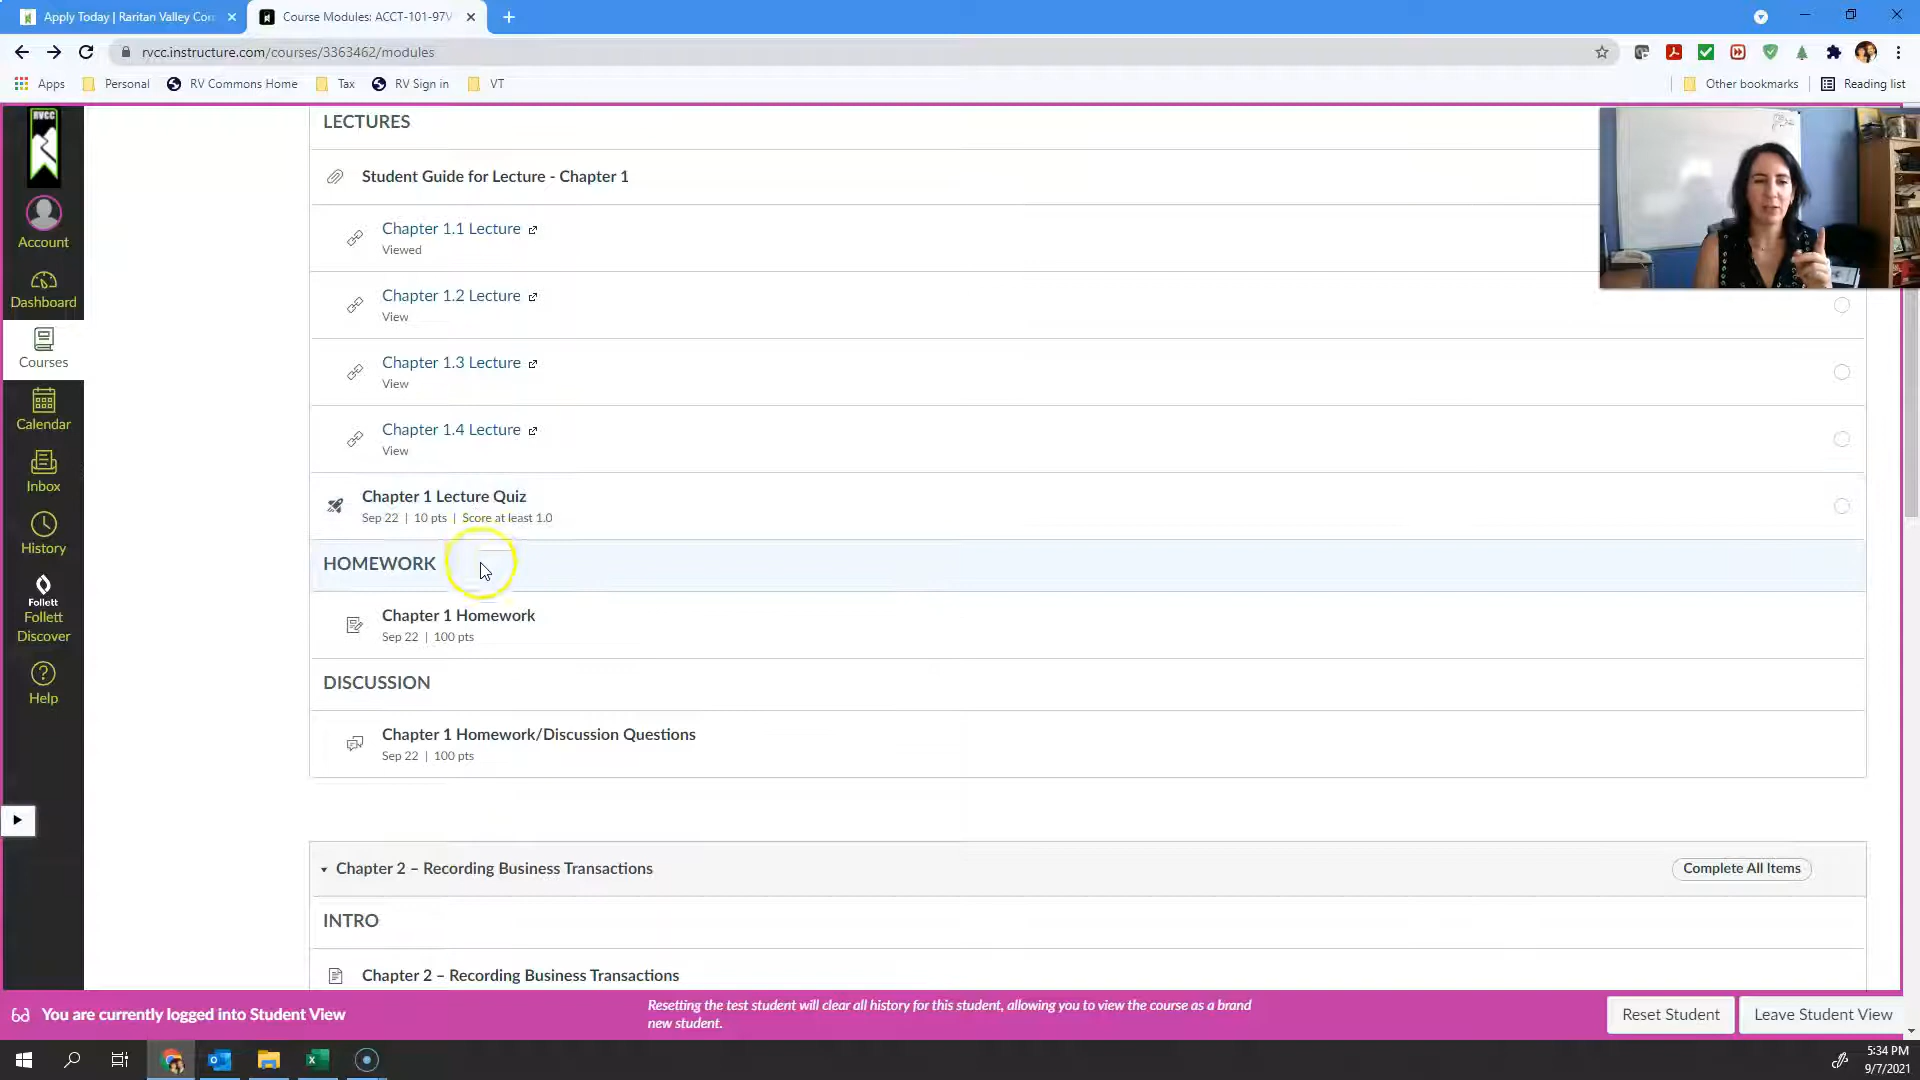 Apply Today | Raritan Valley Com
Course Modules: ACCT-101-97V
rvcc.instructure.com/courses/3363462/modules
Apps
Personal
RV Commons Home
Tax
RV Sign in
VT
Other bookmarks
Reading list
RVCC
Account
Dashboard
Courses
Calendar
Inbox
History
Follett
Follett
Discover
Help
LECTURES
Student Guide for Lecture - Chapter 1
Chapter 1.1 Lecture
Viewed
Chapter 1.2 Lecture
View
Chapter 1.3 Lecture
View
Chapter 1.4 Lecture
View
Chapter 1 Lecture Quiz
Sep 22 | 10 pts | Score at least 1.0
HOMEWORK
Chapter 1 Homework
Sep 22 | 100 pts
DISCUSSION
Chapter 1 Homework/Discussion Questions
Sep 22 | 100 pts
Chapter 2 – Recording Business Transactions
Complete All Items
INTRO
Chapter 2 – Recording Business Transactions
You are currently logged into Student View
Resetting the test student will clear all history for this student, allowing you to view the course as a brand
new student.
Reset Student
Leave Student View
5:34 PM
9/7/2021